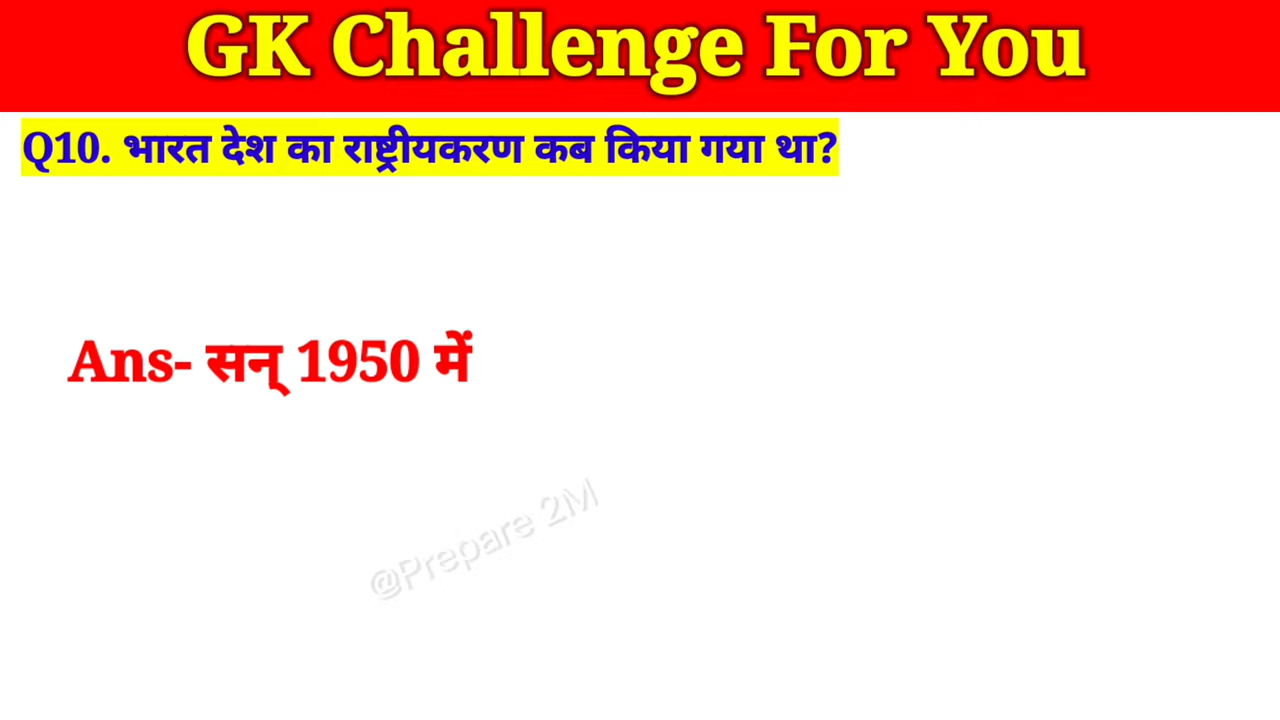 GK Challenge For You
Q10. भारत देश का राष्ट्रीयकरण कब किया गया था?
Ans- सन् 1950 में
@Prepare 2M